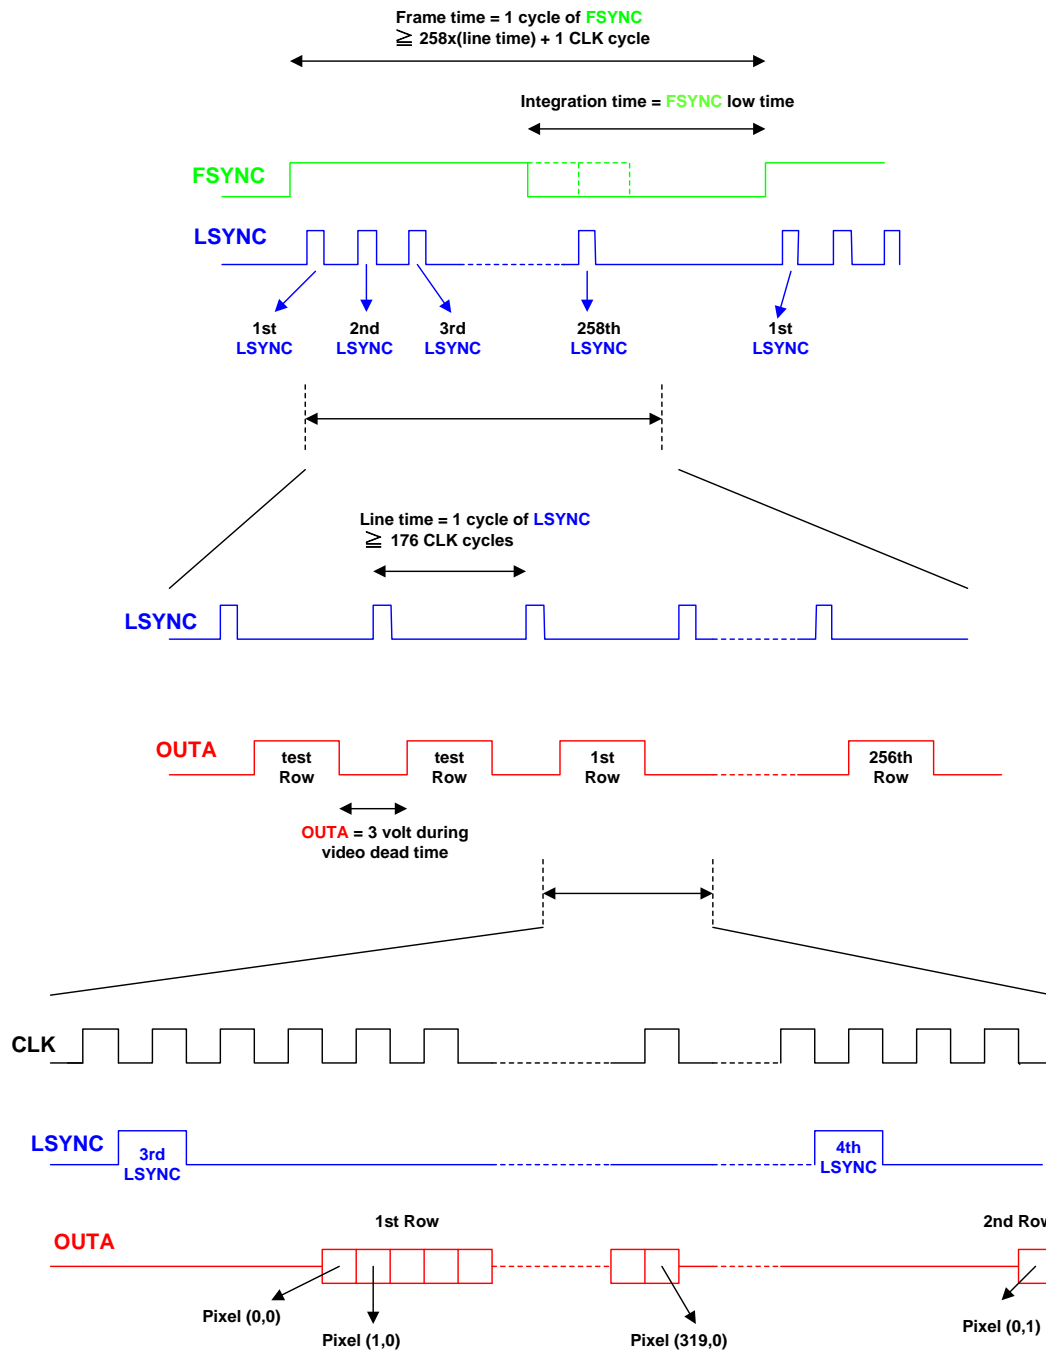 Frame time = 1 cycle of FSYNC
≧ 258x(line time) + 1 CLK cycle
Integration time = FSYNC low time
FSYNC
LSYNC
1st
LSYNC
2nd
LSYNC
3rd
LSYNC
258th
LSYNC
1st
LSYNC
Line time = 1 cycle of LSYNC
≧ 176 CLK cycles
LSYNC
OUTA
test
Row
test
Row
1st
Row
256th
Row
OUTA = 3 volt during
video dead time
CLK
LSYNC
3rd
LSYNC
4th
LSYNC
1st Row
2nd Row
OUTA
Pixel (0,0)
Pixel (1,0)
Pixel (319,0)
Pixel (0,1)